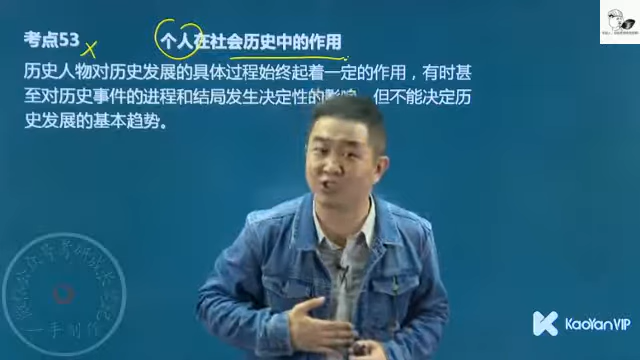 考点53 个人在社会历史中的作用
历史人物对历史发展的具体过程始终起着一定的作用，有时甚
至对历史事件的进程和结局发生决定性的影响，但不能决定历
史发展的基本趋势。
KaoYanVIP